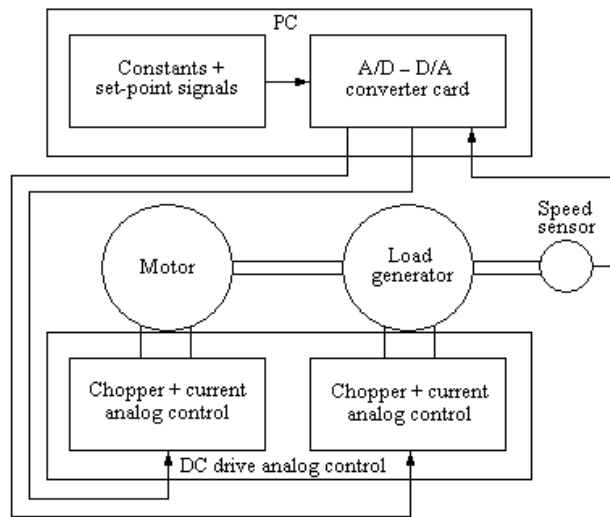 PC
Constants +
set-point signals
A/D – D/A
converter card
Speed
sensor
Motor
Load
generator
Chopper + current
analog control
Chopper + current
analog control
DC drive analog control